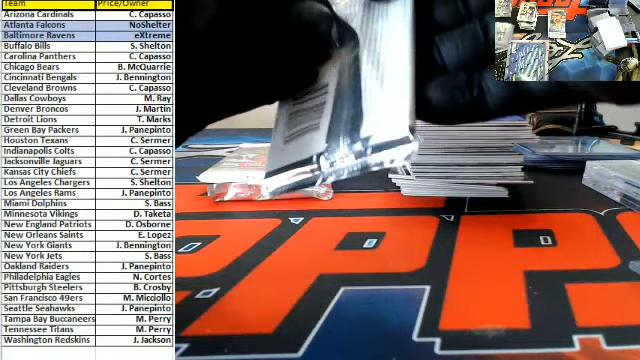 Team Price/Owner
Arizona Cardinals C. Capasso
Atlanta Falcons NoShelter
Baltimore Ravens eXtreme
Buffalo Bills S. Shelton
Carolina Panthers C. Capasso
Chicago Bears B. McQuarrie
Cincinnati Bengals J. Bennington
Cleveland Browns C. Capasso
Dallas Cowboys M. Ray
Denver Broncos J. Martin
Detroit Lions T. Marks
Green Bay Packers J. Panepinto
Houston Texans C. Sermer
Indianapolis Colts C. Capasso
Jacksonville Jaguars C. Sermer
Kansas City Chiefs C. Sermer
Los Angeles Chargers S. Shelton
Los Angeles Rams J. Panepinto
Miami Dolphins S. Bass
Minnesota Vikings D. Taketa
New England Patriots D. Osborne
New Orleans Saints E. Lopez
New York Giants J. Bennington
New York Jets S. Bass
Oakland Raiders J. Panepinto
Philadelphia Eagles N. Cortes
Pittsburg Steelers B. Crosby
San Francisco 49ers M. Micciollo
Seattle Seahawks J. Panepinto
Tampa Bay Buccaneers M. Perry
Tennessee Titans M. Perry
Washington Redskins J. Jackson
OPPS